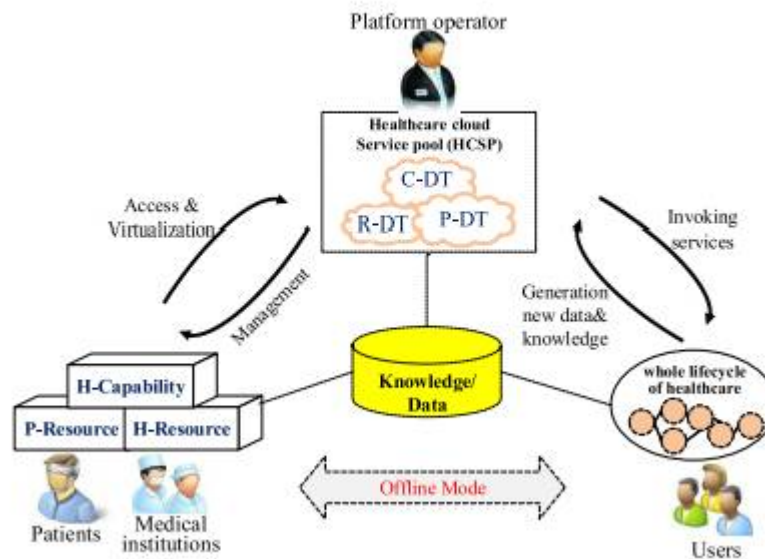 Platform operator
Healthcare cloud
Service pool (HCSP)
C-DT
R-DT
P-DT
Access &
Virtualization
Management
Invoking
services
Generation
new data&
knowledge
H-Capability
P-Resource
H-Resource
Knowledge/
Data
whole lifecycle
of healthcare
Offline Mode
Patients
Medical
institutions
Users